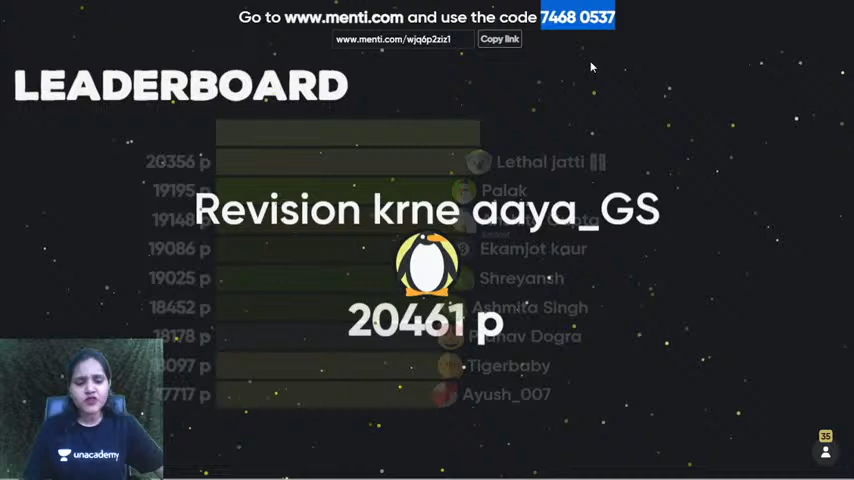 Go to www.menti.com and use the code 7468 0537
www.menti.com/wjq6p2ziz1 Copy link
LEADERBOARD
20356 p Lethal jatti
19195 p Palak
19148 p Gupta
Revision krne aaya_GS
19086 p Ekamjot kaur
19025 p Shreyansh
18452 p Ashmita Singh
20461 p
18178 p Dogra
18097 p Tigerbaby
17717 p Ayush_007
35
unacademy